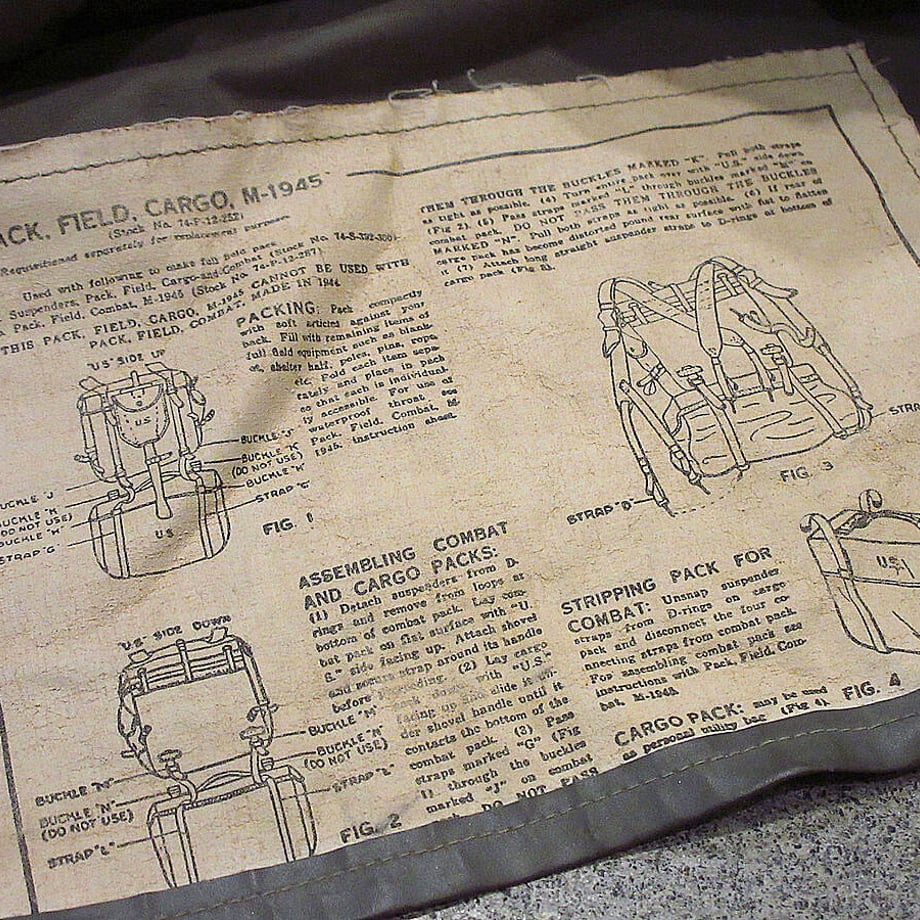 ACK, FIELD, CARGO, M-1945
(Stock No. 74-P-12-252)
Requisitioned separately for replacement purpose
Used with following to make full field pack
Suspenders, Pack, Field, Cargo-and-Combat (Stock No. 74-S-392-300)
Pack, Field, Combat, M-1945 (Stock No. 74-P-12-287)
THIS PACK, FIELD, CARGO, M-1945 CANNOT BE USED WITH
PACK, FIELD, COMBAT, MADE IN 1944
"US" SIDE UP
U.S
BUCKLE "J"
BUCKLE "K"
(DO NOT USE)
BUCKLE "H"
STRAP "G"
UCKLE "J"
UCKLE "K"
DO NOT USE)
UCKLE "H"
STRAP "G"
US
FIG. 1
PACKING: Pack compactly
with soft articles against your
back. Fill with remaining items of
full field equipment such as blank-
et, shelter half, poles, pins, rope,
etc. Fold each item sepa-
rately and place in pack
so that each is individual-
ly accessible. For use of
waterproof throat, see
Pack, Field, Combat, M-
1945, instruction sheet.
"U.S" SIDE DOWN
BUCKLE "M"
BUCKLE "N"
(DO NOT USE)
STRAP "L"
BUCKLE "M"
BUCKLE "N"
(DO NOT USE)
STRAP "L"
FIG. 2
ASSEMBLING COMBAT
AND CARGO PACKS:
(1) Detach suspenders from D-
rings and remove from loops at
bottom of combat pack. Lay com-
bat pack on flat surface with "U.
S." side facing up. Attach shovel
and secure strap around its handle
before proceeding. (2) Lay cargo
pack down with "U.S."
facing up and slide it un-
der shovel handle until it
contacts the bottom of the
combat pack. (3) Pass
straps marked "G" (Fig
1) through the buckles
marked "J" on combat
DO NOT PASS
THEM THROUGH THE BUCKLES MARKED "K". Pull both straps
as tight as possible. (4) Turn entire pack over with "U.S." side down
(Fig 2). (5) Pass straps marked "L" through buckles marked "M" on
combat pack. DO NOT PASS THEM THROUGH THE BUCKLES
MARKED "N". Pull both straps as tight as possible. (6) If rear of
cargo pack has become distorted pound rear surface with fist to flatten
it (7) Attach long straight suspender straps to D-rings at bottom of
cargo pack (Fig 3).
STRAP "D"
STRA
FIG. 3
STRIPPING PACK FOR
COMBAT: Unsnap suspender
straps from D-rings on cargo
pack and disconnect the four co-
nnecting straps from combat pack.
For assembling combat pack see
instructions with Pack, Field, Com-
bat, M-1945
CARGO PACK: may be used
as personal utility bag (Fig 4).
US
FIG. 4